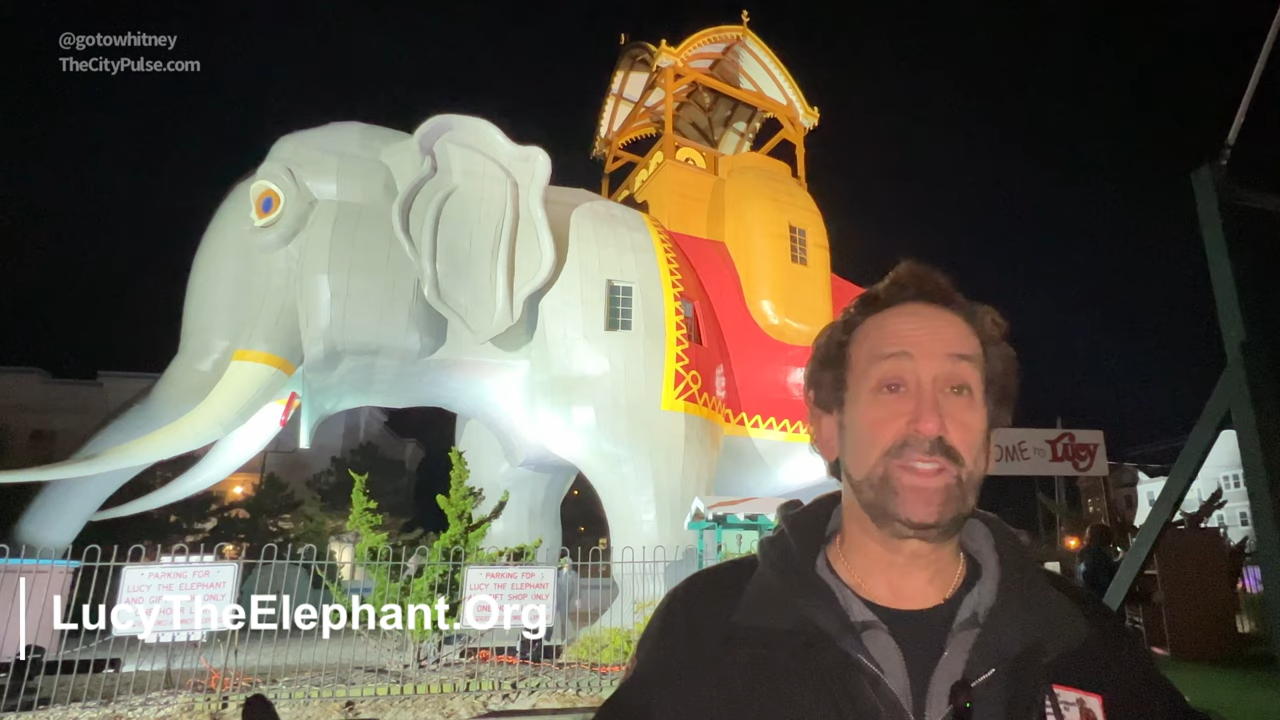 @gotowhitney
TheCityPulse.com
OME TO Lucy
PARKING FOR
LUCY THE ELEPHANT
ONLY
PARKING FOR
LUCY THE ELEPHANT
GIFT SHOP ONLY
LucyTheElephant.Org